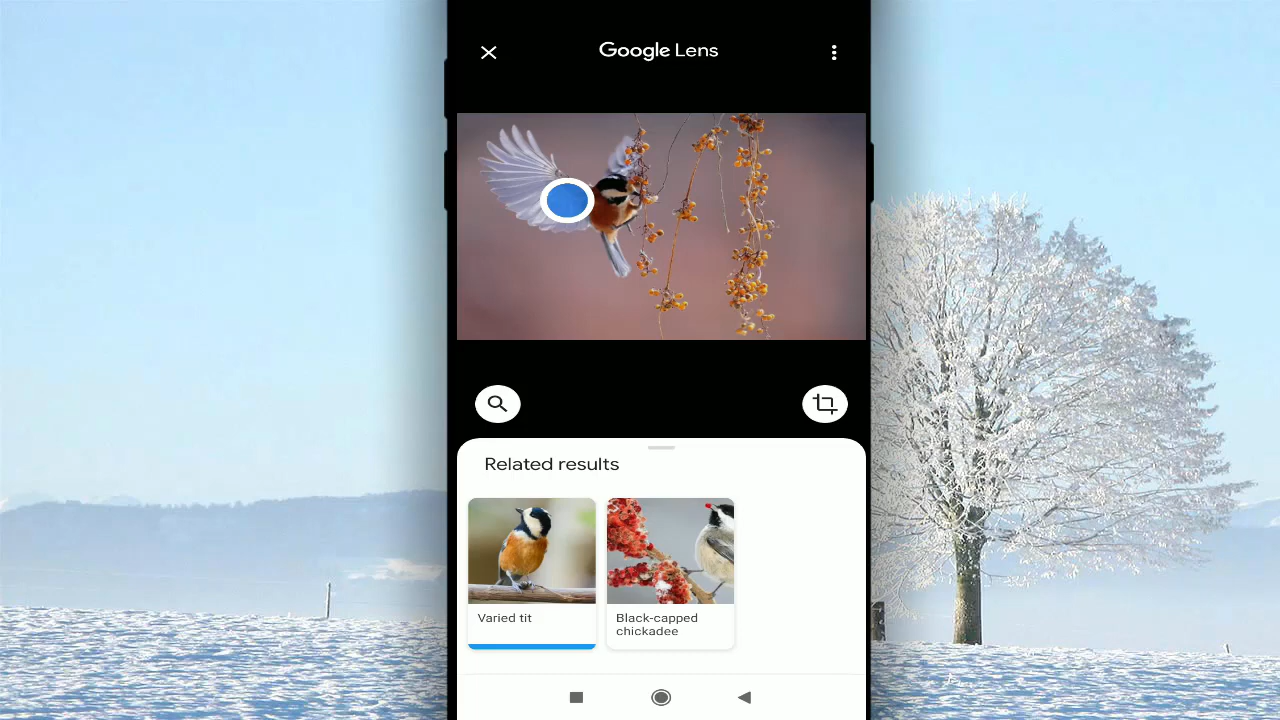 Google Lens
Related results
Varied tit
Black-capped
chickadee